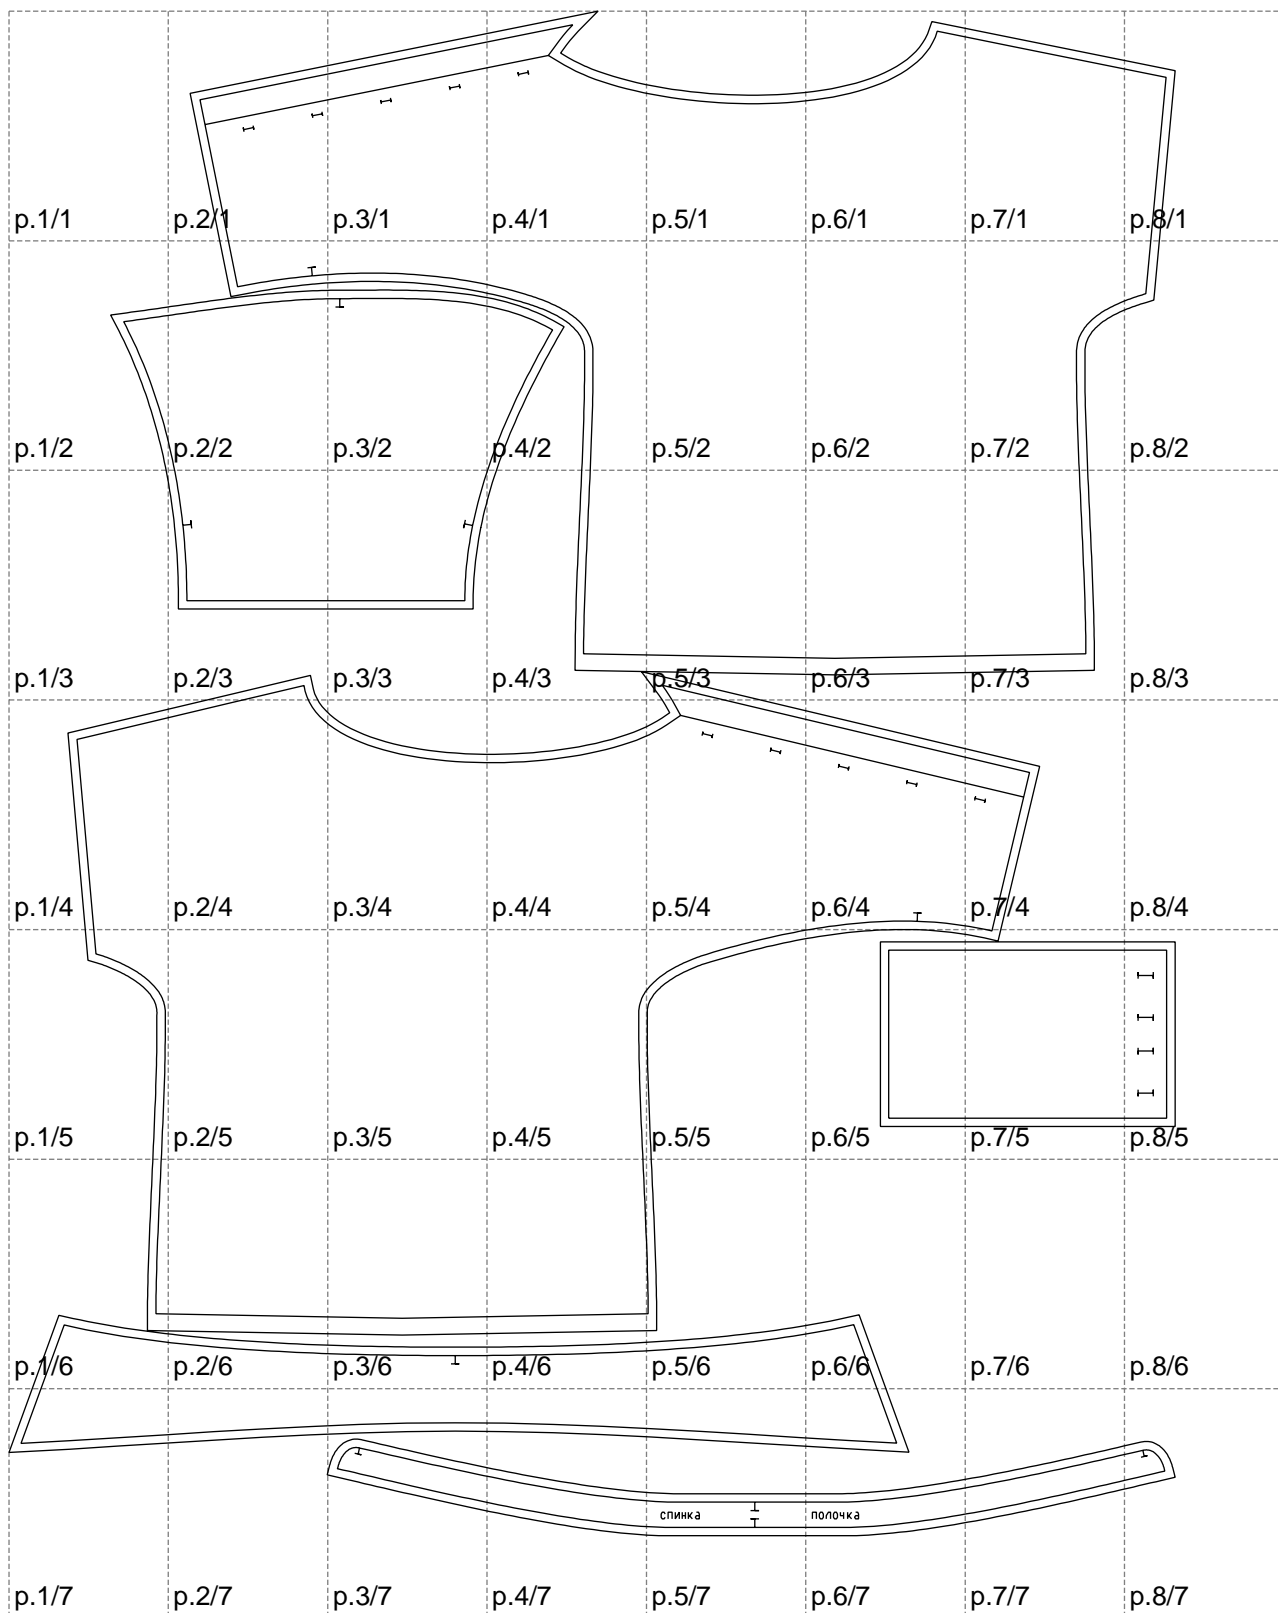 p.1/1 p.2/1 p.3/1 p.4/1 p.5/1 p.6/1 p.7/1 p.8/1
p.1/2 p.2/2 p.3/2 p.4/2 p.5/2 p.6/2 p.7/2 p.8/2
p.1/3 p.2/3 p.3/3 p.4/3 p.5/3 p.6/3 p.7/3 p.8/3
p.1/4 p.2/4 p.3/4 p.4/4 p.5/4 p.6/4 p.7/4 p.8/4
p.1/5 p.2/5 p.3/5 p.4/5 p.5/5 p.6/5 p.7/5 p.8/5
p.1/6 p.2/6 p.3/6 p.4/6 p.5/6 p.6/6 p.7/6 p.8/6
спинка полочка
p.1/7 p.2/7 p.3/7 p.4/7 p.5/7 p.6/7 p.7/7 p.8/7